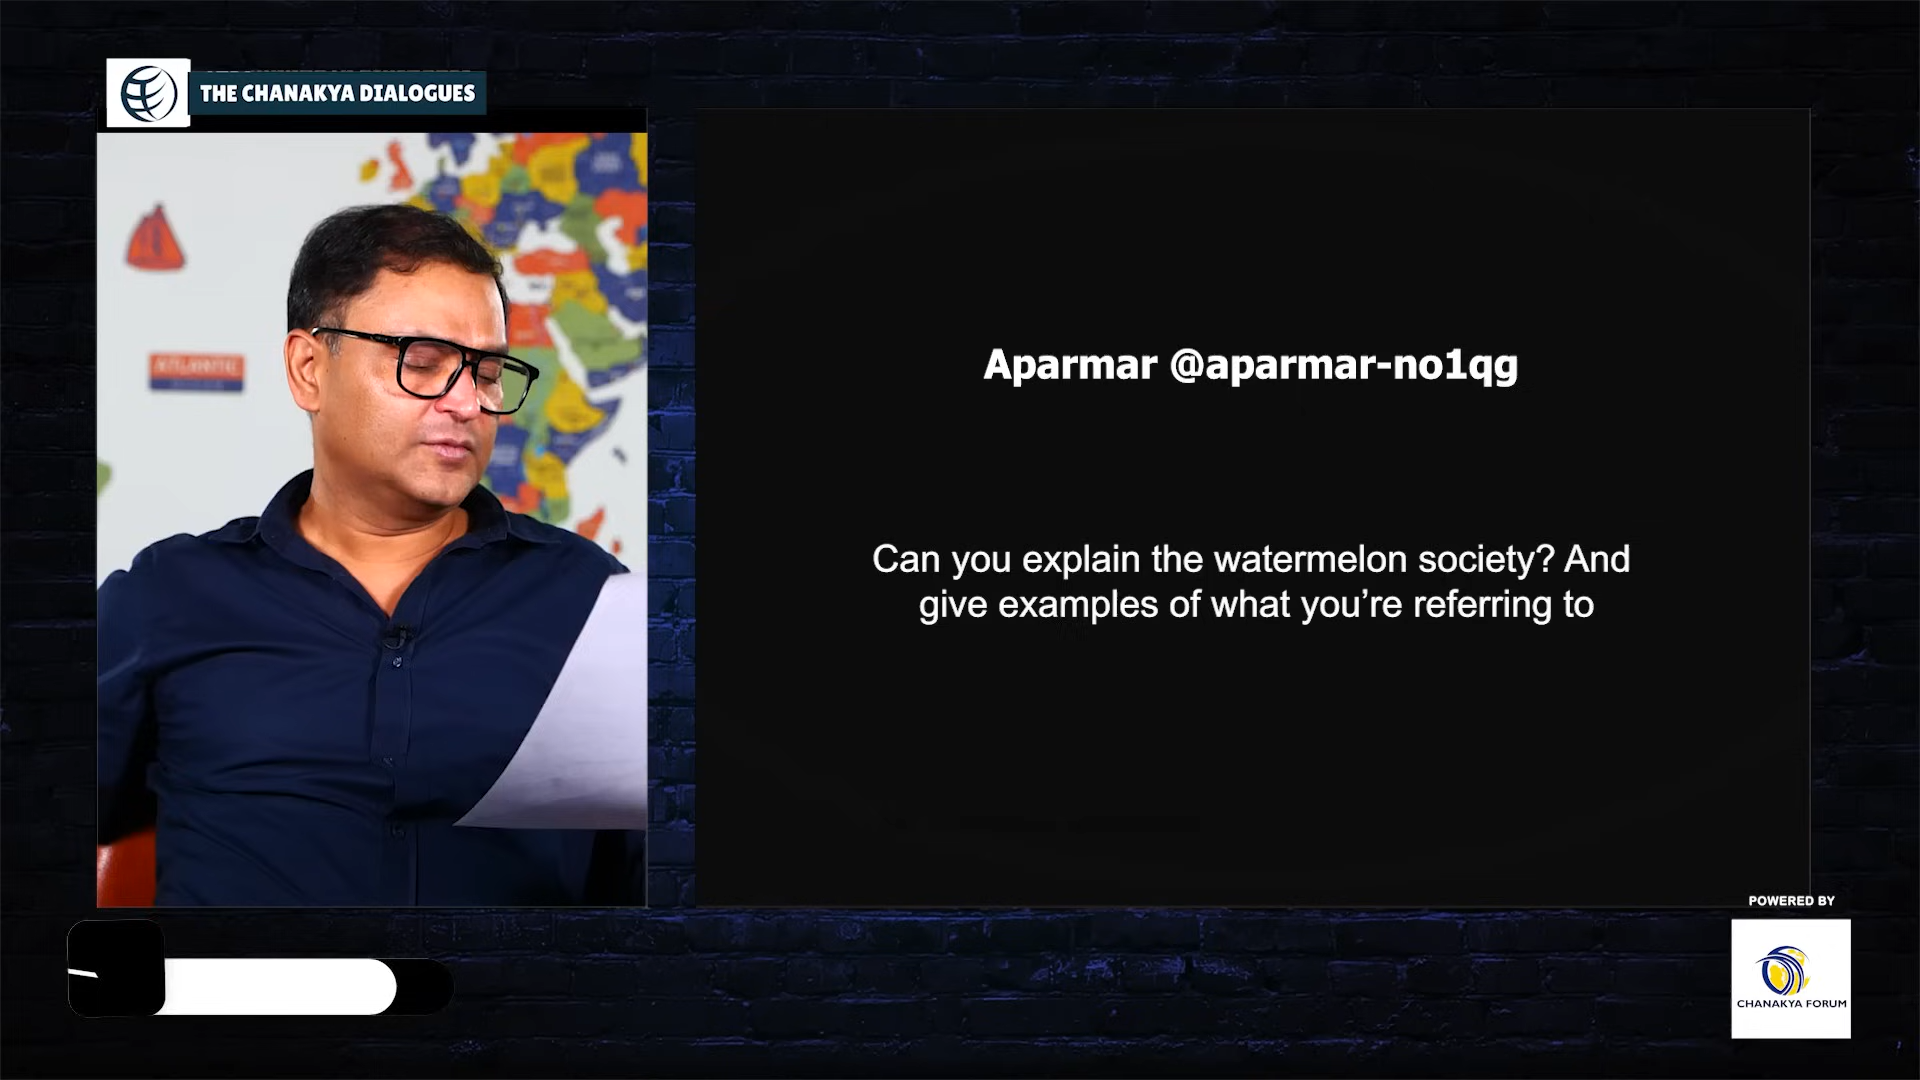 THE CHANAKYA DIALOGUES
ATLANTIC
Aparmar @aparmar-no1qg
Can you explain the watermelon society? And
give examples of what you’re referring to
POWERED BY
CHANAKYA FORUM